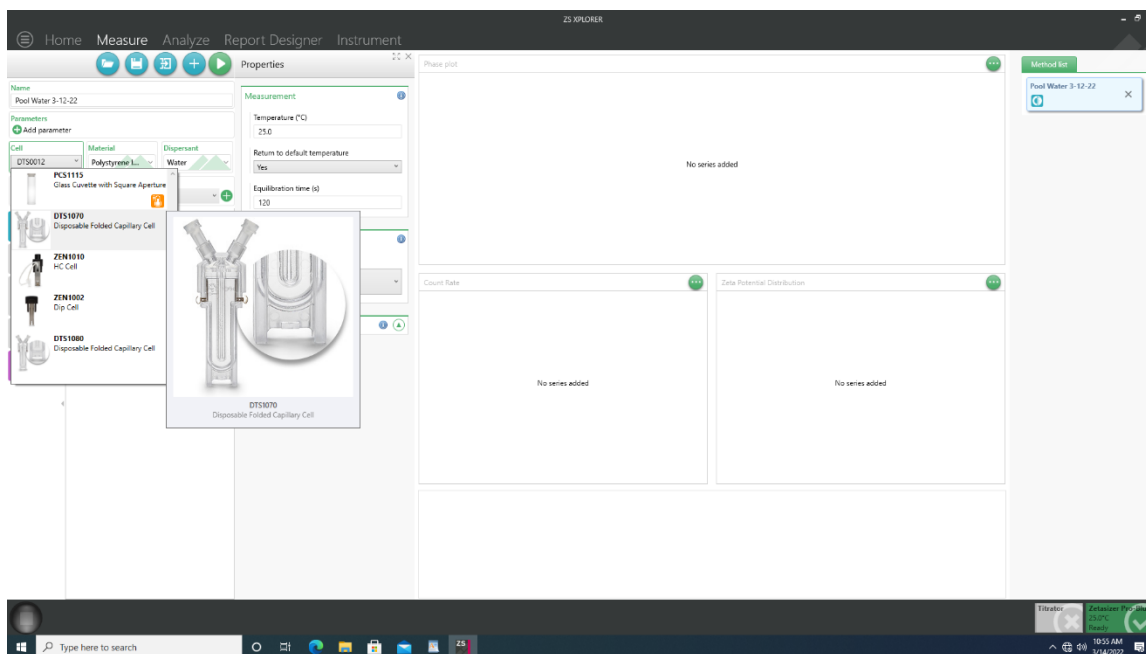 ZS XPLORER
Home Measure Analyze Report Designer Instrument
Properties
Name
Pool Water 3-12-22
Parameters
Add parameter
Cell Material Dispersant
DTS0012 Polystyrene l... Water
PCS1115
Glass Cuvette with Square Aperture
DTS1070
Disposable Folded Capillary Cell
ZEN1010
HC Cell
ZEN1002
Dip Cell
DTS1080
Disposable Folded Capillary Cell
Measurement
Temperature (°C)
25.0
Return to default temperature
Yes
Equilibration time (s)
120
DTS1070
Disposable Folded Capillary Cell
Phase plot
No series added
Count Rate
No series added
Zeta Potential Distribution
No series added
Method list
Pool Water 3-12-22
Titrator
Zetasizer
25.0°C
Ready
Type here to search
ZS
10:55 AM
3/14/2022